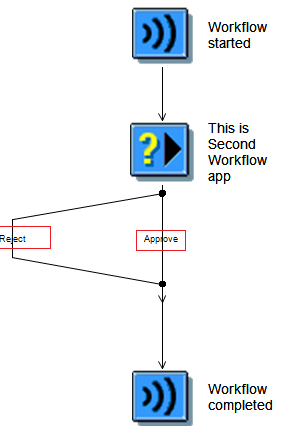 Workflow
started
This is
Second
Workflow
app
Reject
Approve
Workflow
completed